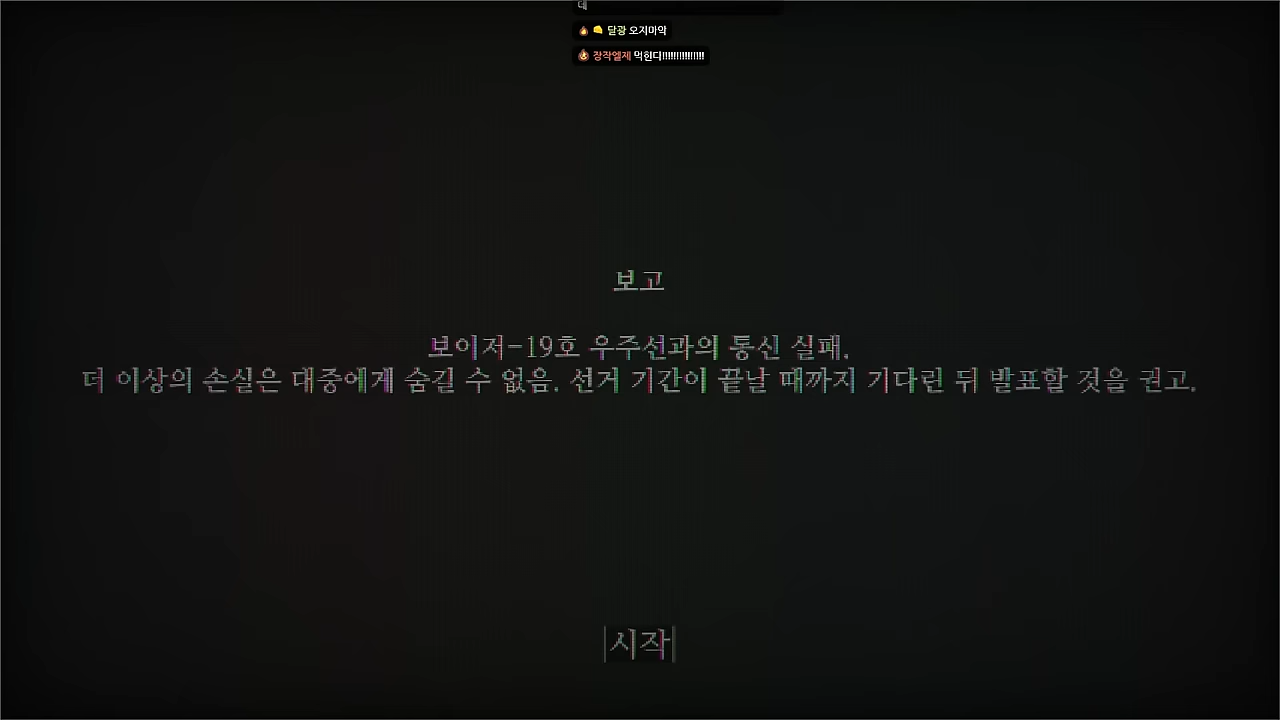 데
달광 오지마악
장작엘제 먹힌디!!!!!!!!!!!!!!!
보고
보이저-19호 우주선과의 통신 실패.
더 이상의 손실은 대중에게 숨길 수 없음. 선거 기간이 끝날 때까지 기다린 뒤 발표할 것을 권고.
시작